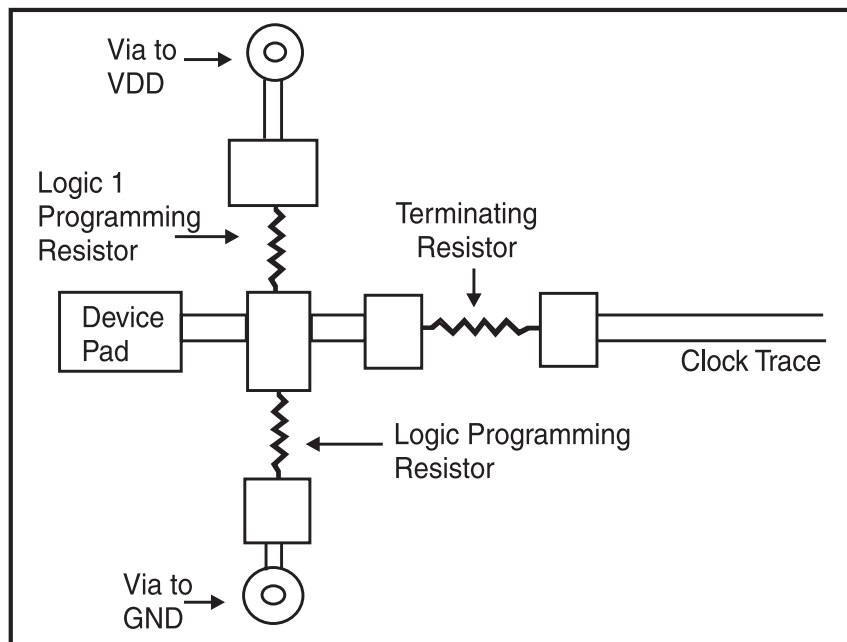 Via to
VDD
Logic 1
Programming
Resistor
Terminating
Resistor
Device
Pad
Clock Trace
Logic Programming
Resistor
Via to
GND